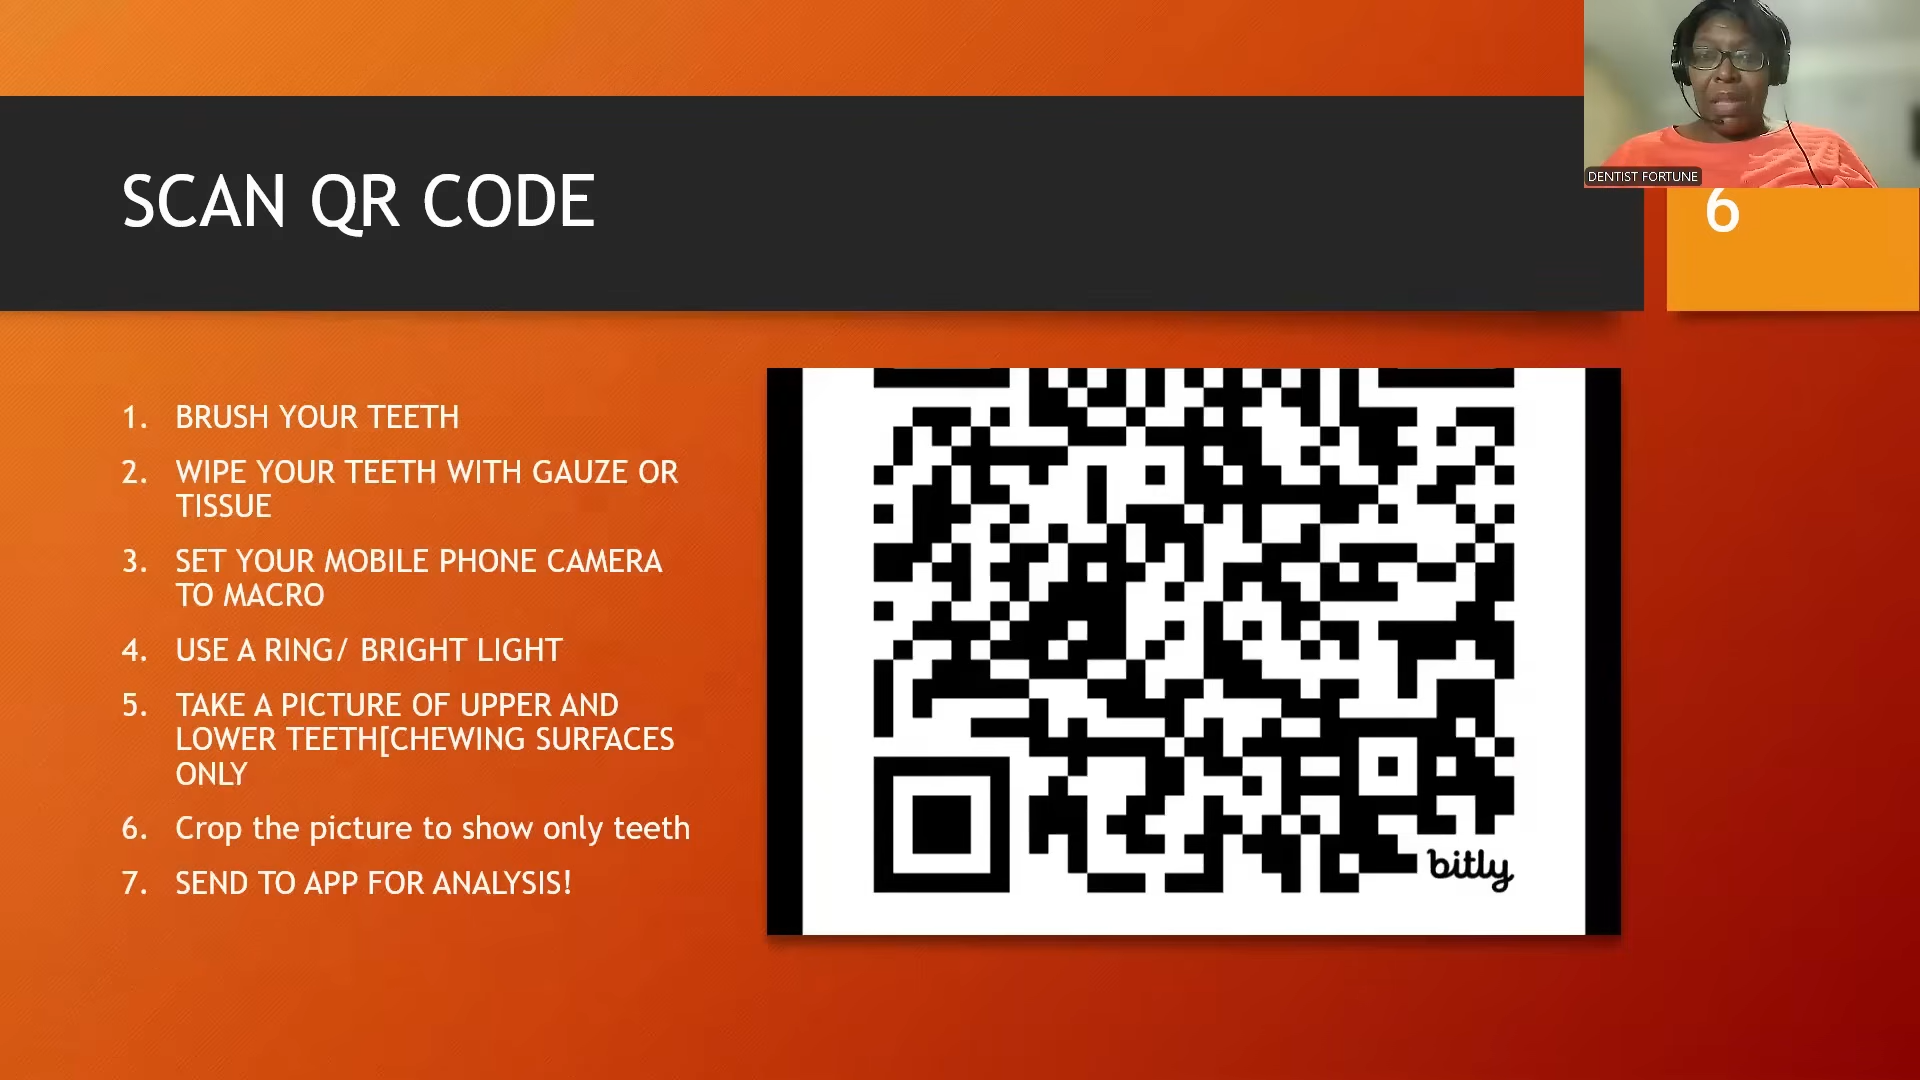 DENTIST FORTUNE
SCAN QR CODE
6
1. BRUSH YOUR TEETH
2. WIPE YOUR TEETH WITH GAUZE OR
TISSUE
3. SET YOUR MOBILE PHONE CAMERA
TO MACRO
4. USE A RING/ BRIGHT LIGHT
5. TAKE A PICTURE OF UPPER AND
LOWER TEETH[CHEWING SURFACES
ONLY
6. Crop the picture to show only teeth
7. SEND TO APP FOR ANALYSIS!
bitly